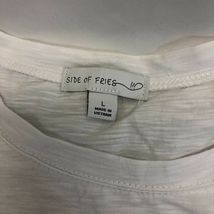 SIDE OF FRIES
L
MADE IN
VIETNAM